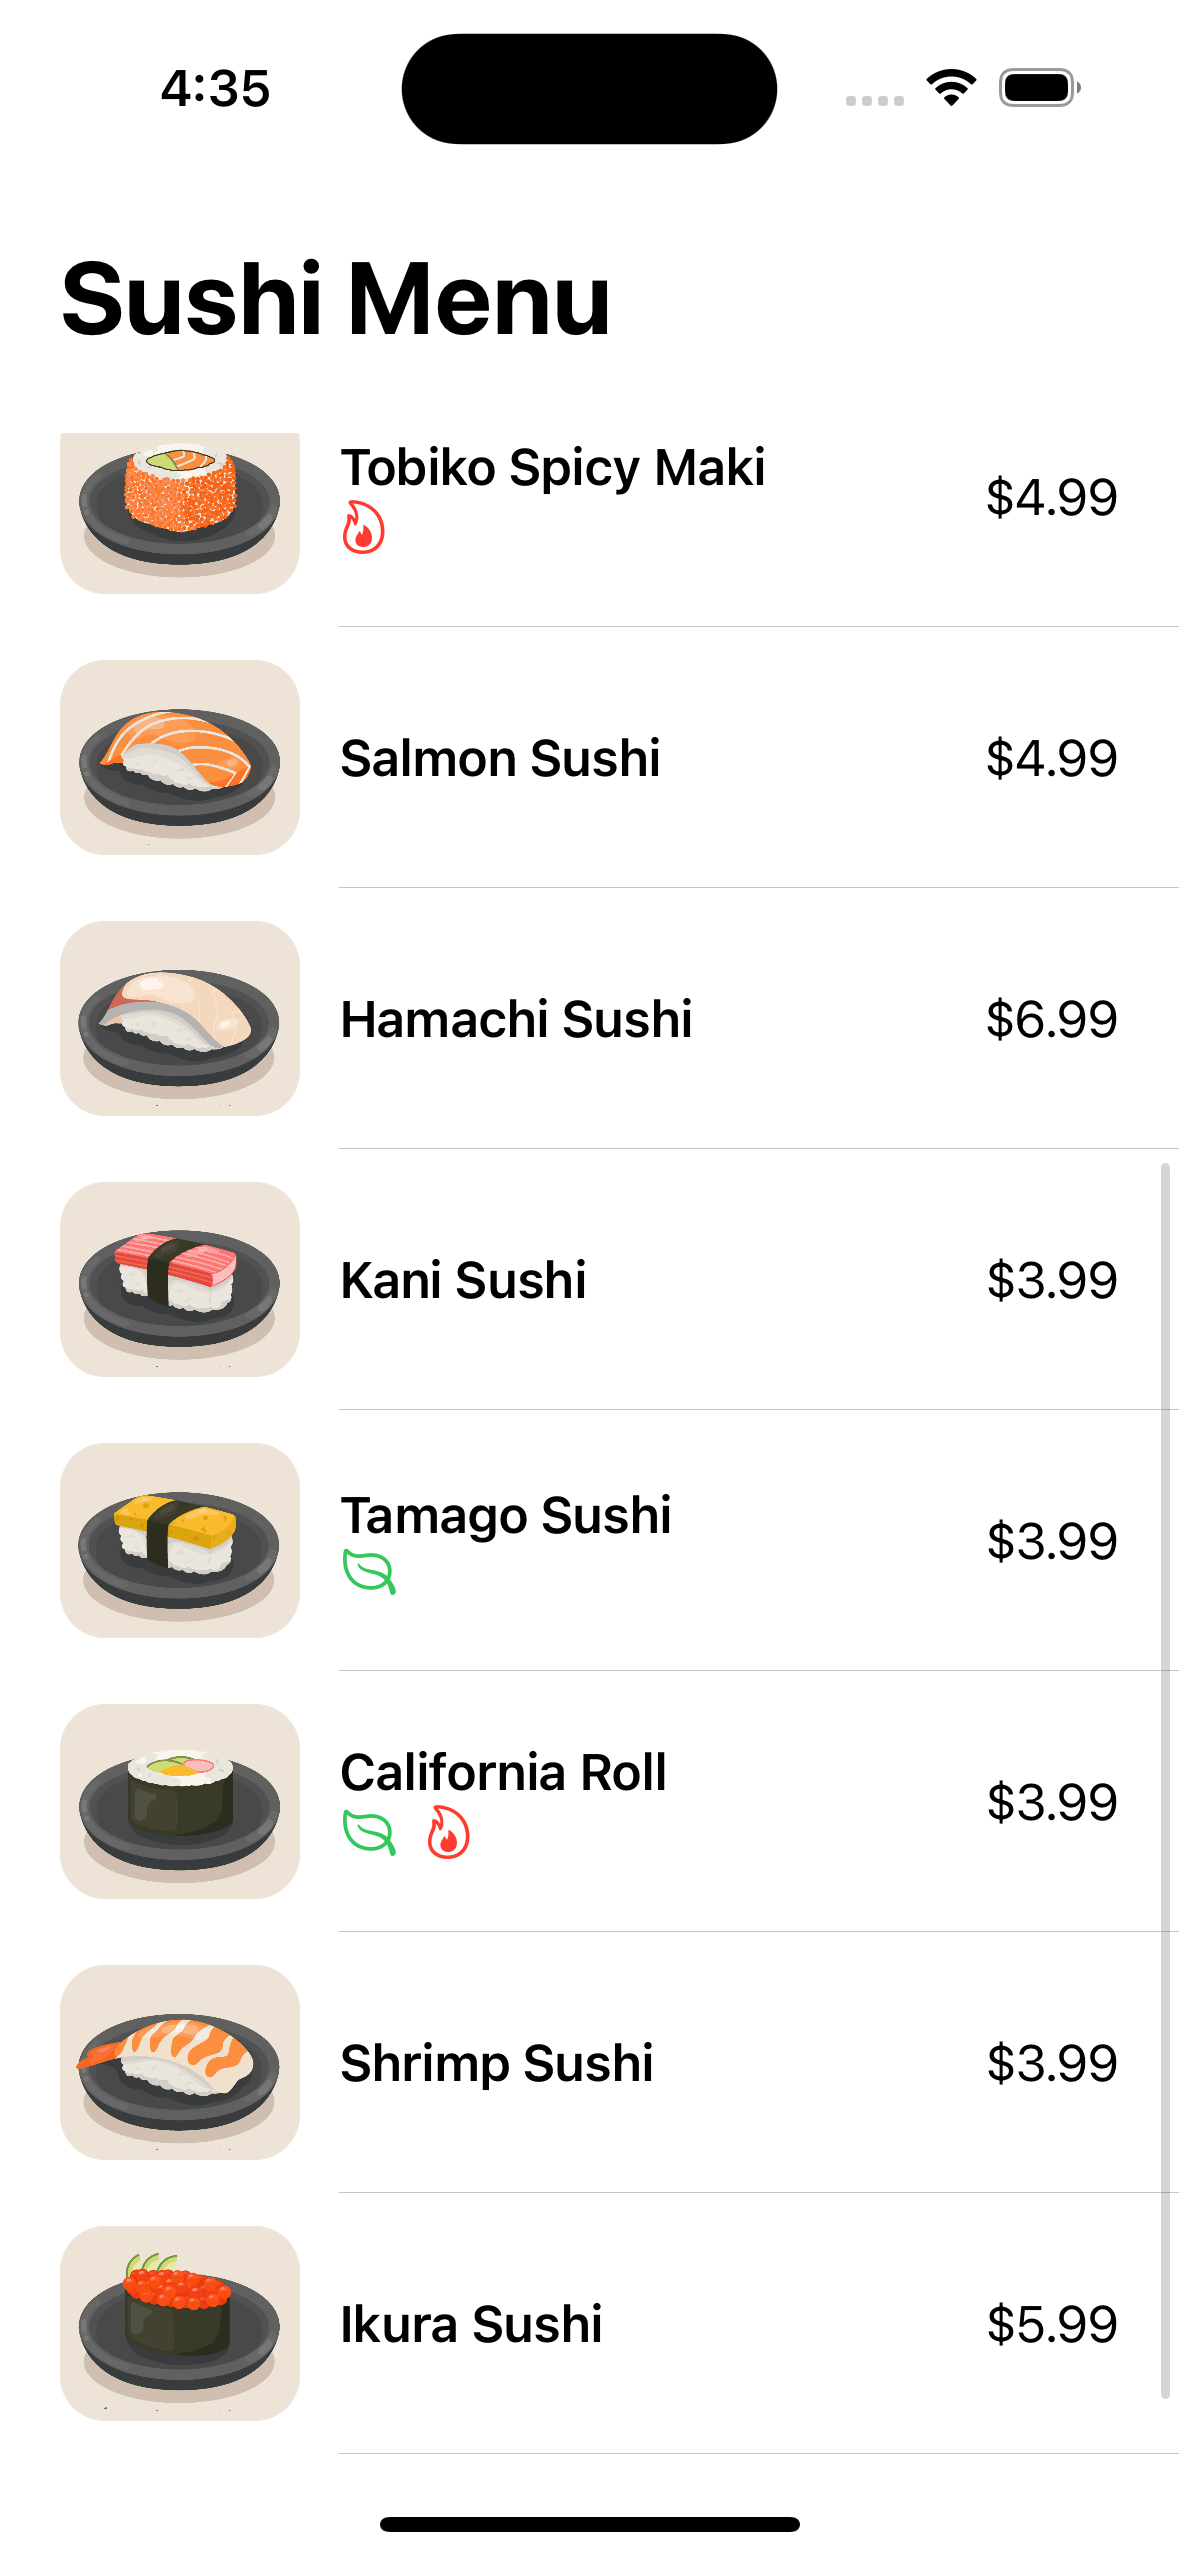 4:35
Sushi Menu
Tobiko Spicy Maki
$4.99
Salmon Sushi
$4.99
Hamachi Sushi
$6.99
Kani Sushi
$3.99
Tamago Sushi
$3.99
California Roll
$3.99
Shrimp Sushi
$3.99
Ikura Sushi
$5.99